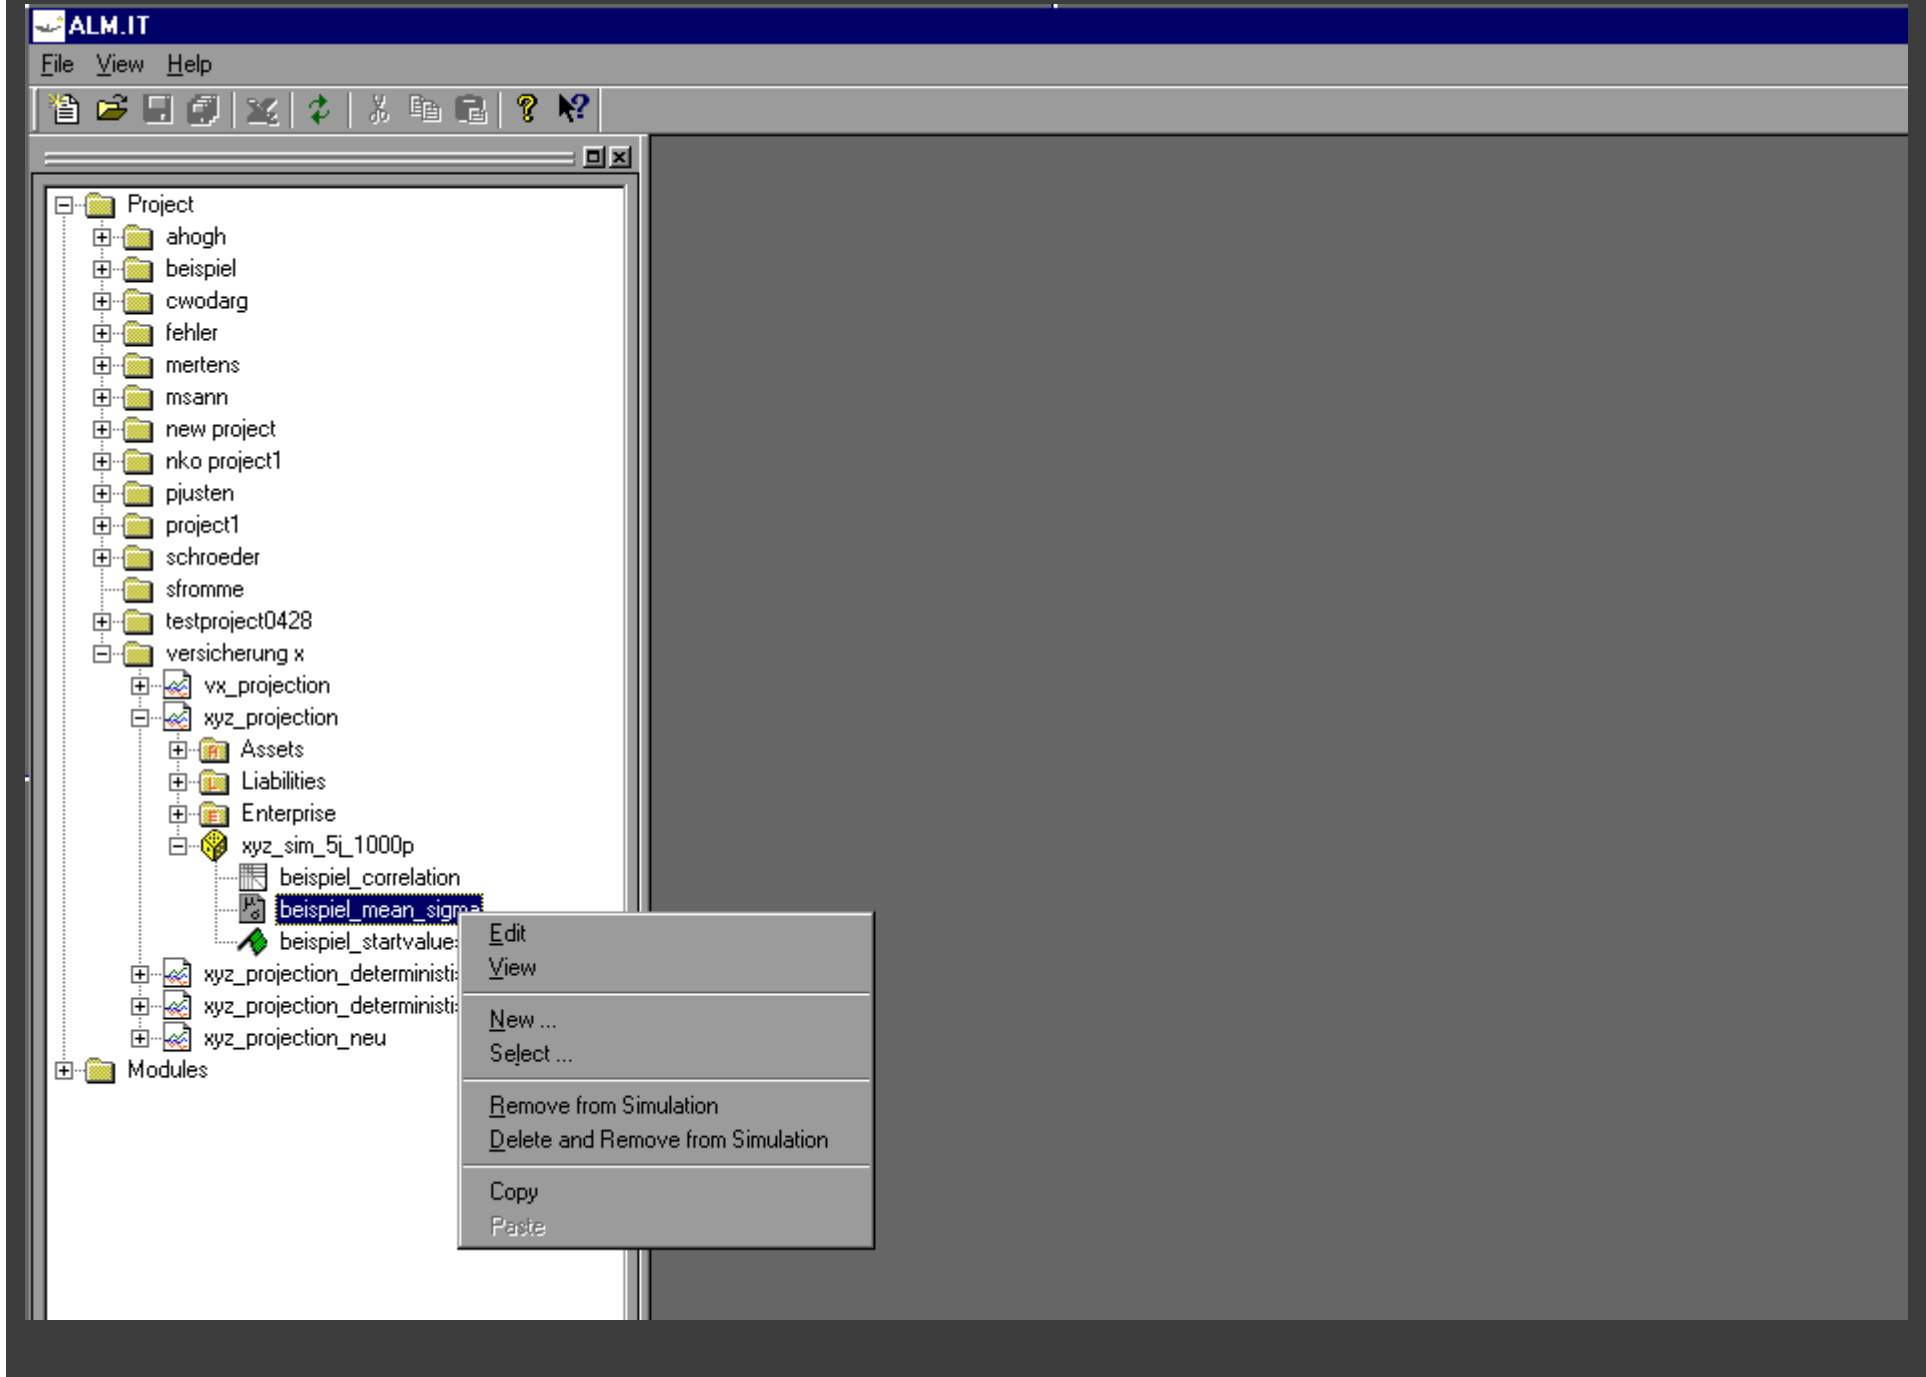 ALM.IT
File View Help
Project
ahogh
beispiel
cwodarg
fehler
mertens
msann
new project
nko project1
pjusten
project1
schroeder
sfromme
testproject0428
versicherung x
vx_projection
xyz_projection
Assets
Liabilities
Enterprise
xyz_sim_5j_1000p
beispiel_correlation
beispiel_mean_sigma
beispiel_startvalue
xyz_projection_deterministi
xyz_projection_deterministi
xyz_projection_neu
Modules
Edit
View
New ...
Select ...
Remove from Simulation
Delete and Remove from Simulation
Copy
Paste